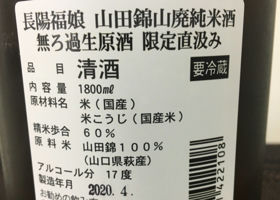 長陽福娘 山田錦山廃純米酒
無ろ過生原酒 限定直汲み
品目 清酒
要冷蔵
内容量 1800ml
原材料名 米(国産)
米こうじ(国産米)
精米歩合 60%
原料米 山田錦100%
(山口県萩産)
アルコール分 17度
製造年月 2020.4.